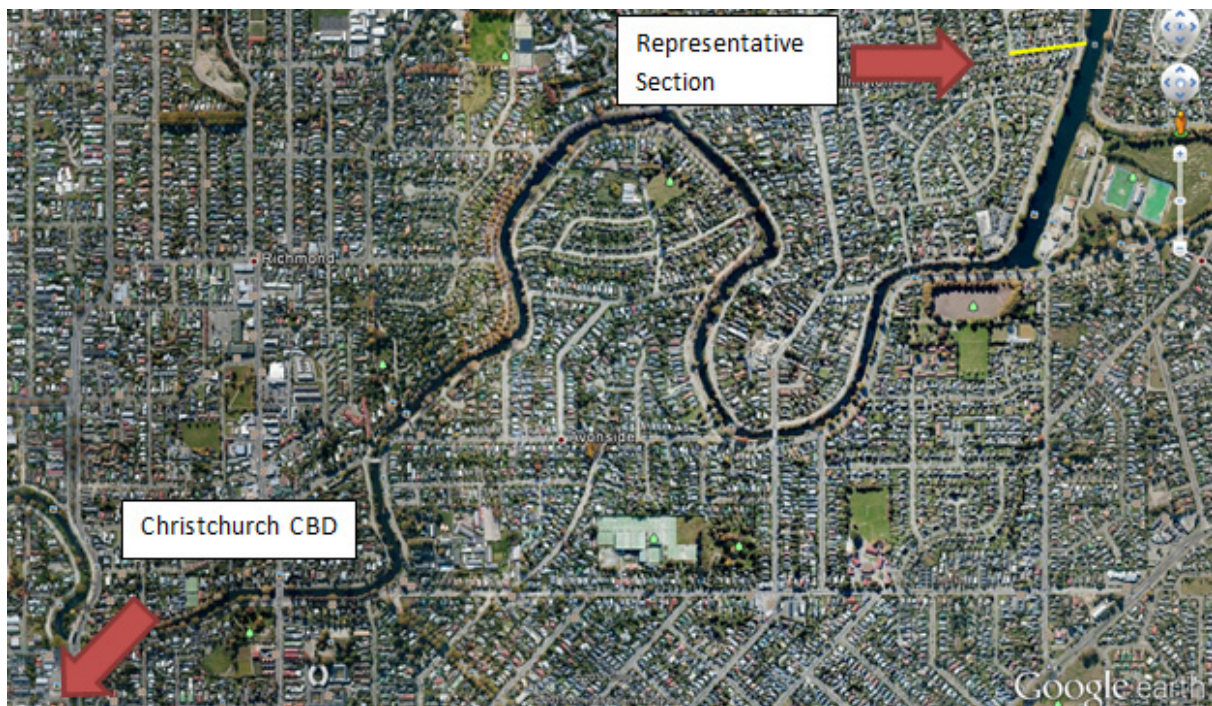 Representative
Section
Richmond
Avonside
Christchurch CBD
Google earth